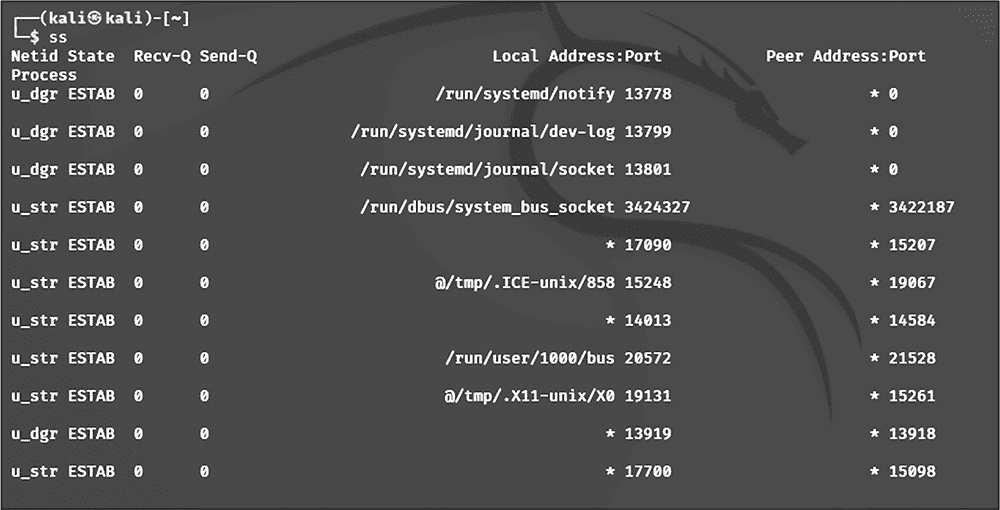 ┌──(kali㉿kali)-[~]
└─$ ss
Netid State  Recv-Q Send-Q                         Local Address:Port           Peer Address:Port
Process
u_dgr ESTAB  0      0                        /run/systemd/notify 13778                     * 0
u_dgr ESTAB  0      0               /run/systemd/journal/dev-log 13799                     * 0
u_dgr ESTAB  0      0                /run/systemd/journal/socket 13801                     * 0
u_str ESTAB  0      0                /run/dbus/system_bus_socket 3424327                   * 3422187
u_str ESTAB  0      0                                          * 17090                     * 15207
u_str ESTAB  0      0                        @/tmp/.ICE-unix/858 15248                     * 19067
u_str ESTAB  0      0                                          * 14013                     * 14584
u_str ESTAB  0      0                         /run/user/1000/bus 20572                     * 21528
u_str ESTAB  0      0                         @/tmp/.X11-unix/X0 19131                     * 15261
u_dgr ESTAB  0      0                                          * 13919                     * 13918
u_str ESTAB  0      0                                          * 17700                     * 15098